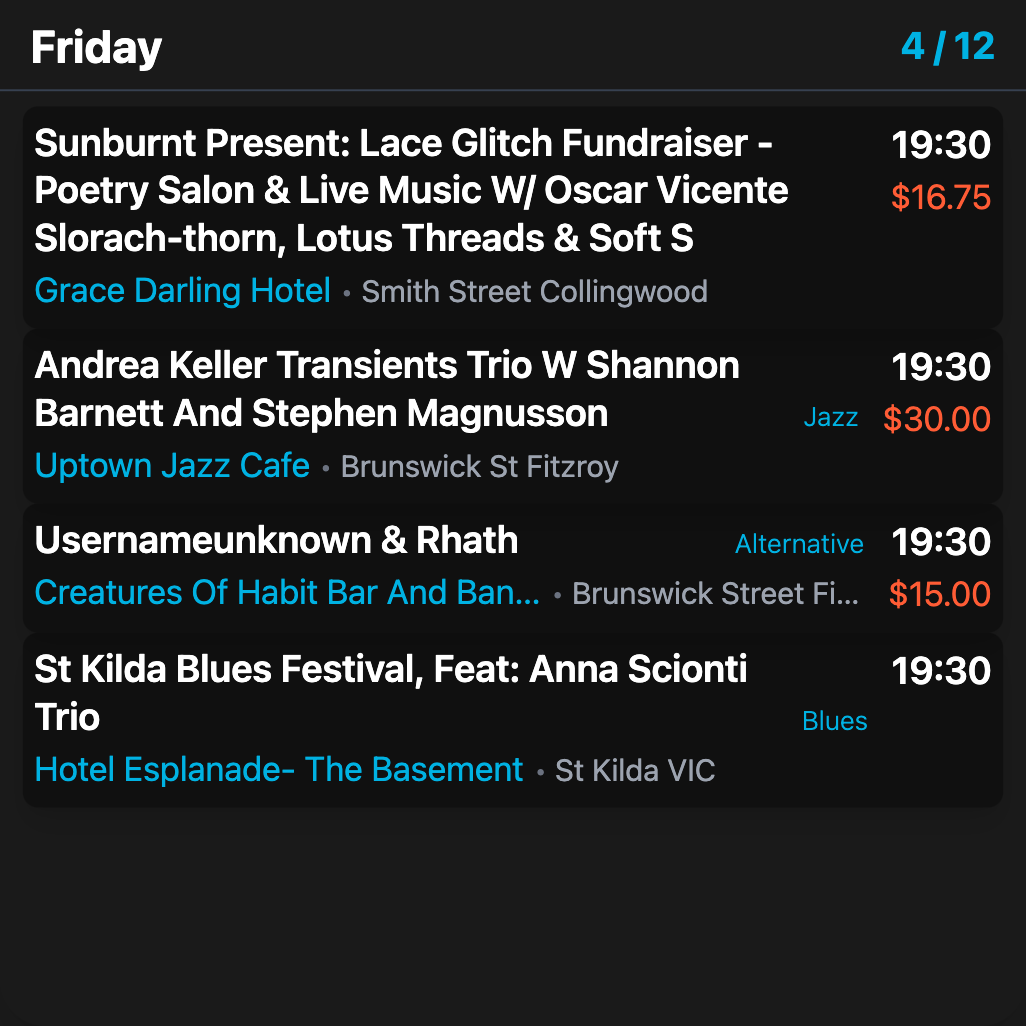 Friday
4 / 12
Sunburnt Present: Lace Glitch Fundraiser -
Poetry Salon & Live Music W/ Oscar Vicente
Slorach-thorn, Lotus Threads & Soft S
19:30
$16.75
Grace Darling Hotel • Smith Street Collingwood
Andrea Keller Transients Trio W Shannon
Barnett And Stephen Magnusson
Jazz
19:30
$30.00
Uptown Jazz Cafe • Brunswick St Fitzroy
Usernameunknown & Rhath
Alternative
19:30
Creatures Of Habit Bar And Ban... • Brunswick Street Fi...
$15.00
St Kilda Blues Festival, Feat: Anna Scionti
Trio
Blues
19:30
Hotel Esplanade- The Basement • St Kilda VIC